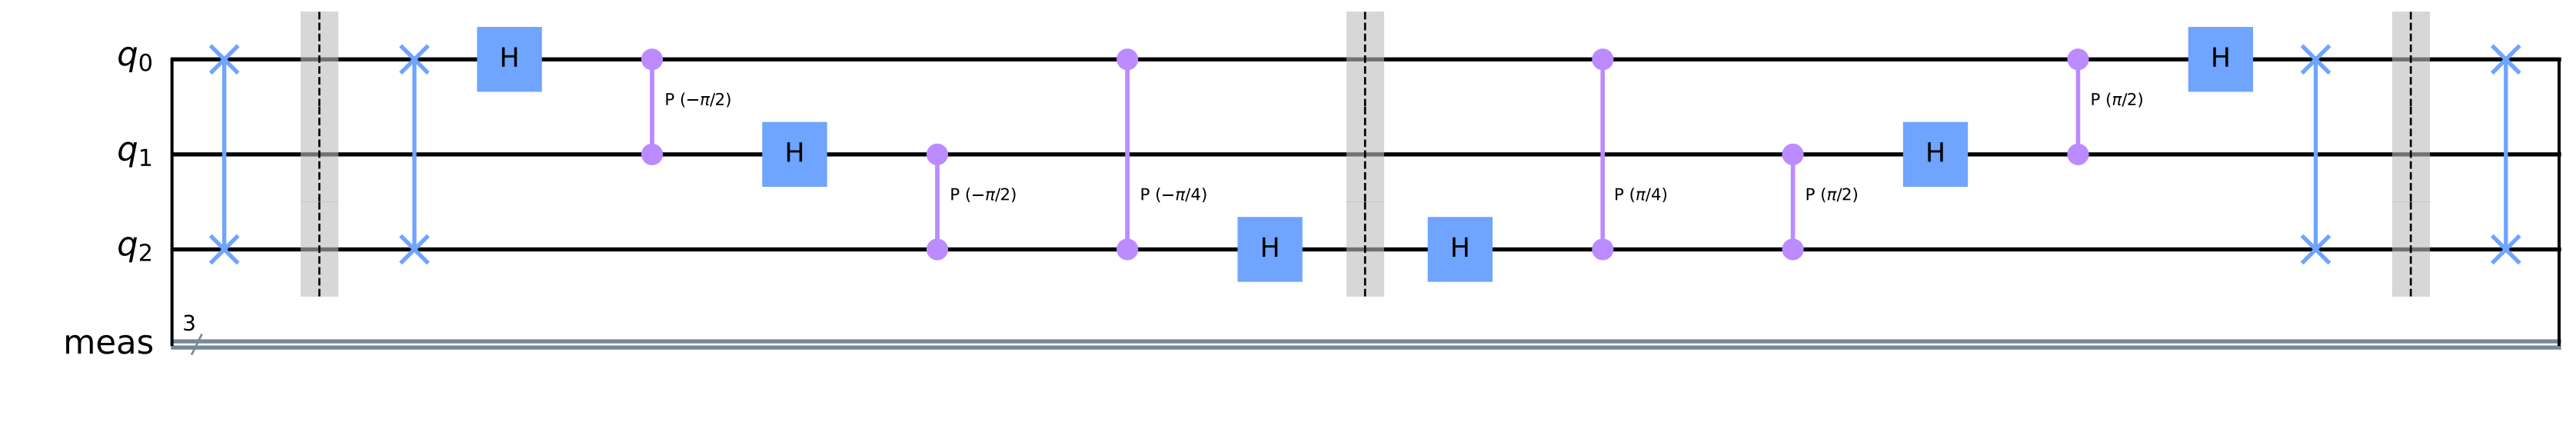 q0 H H
P (−π/2) P (π/2)
q1 H H
P (−π/2) P (−π/4) P (π/4) P (π/2)
q2 H H
3
meas